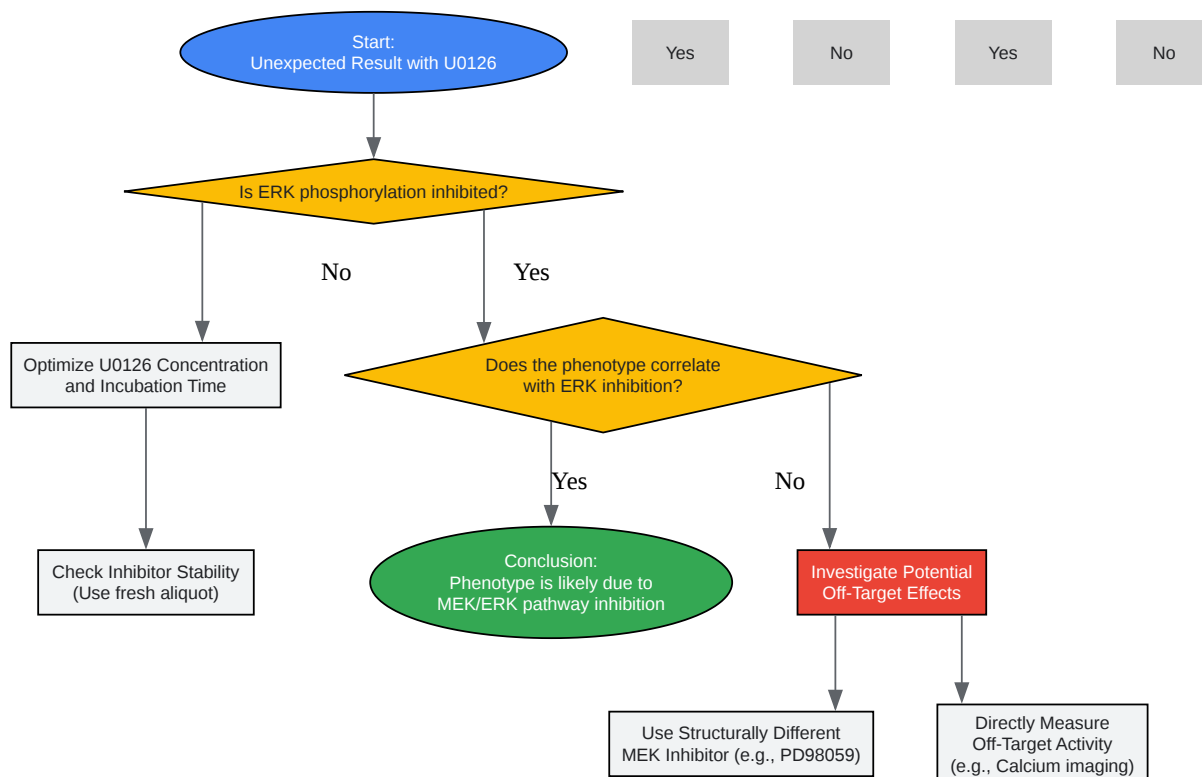 Start:
Unexpected Result with U0126
Yes
No
Yes
No
Is ERK phosphorylation inhibited?
No
Yes
Optimize U0126 Concentration
and Incubation Time
Does the phenotype correlate
with ERK inhibition?
Yes
No
Check Inhibitor Stability
(Use fresh aliquot)
Conclusion:
Phenotype is likely due to
MEK/ERK pathway inhibition
Investigate Potential
Off-Target Effects
Use Structurally Different
MEK Inhibitor (e.g., PD98059)
Directly Measure
Off-Target Activity
(e.g., Calcium imaging)